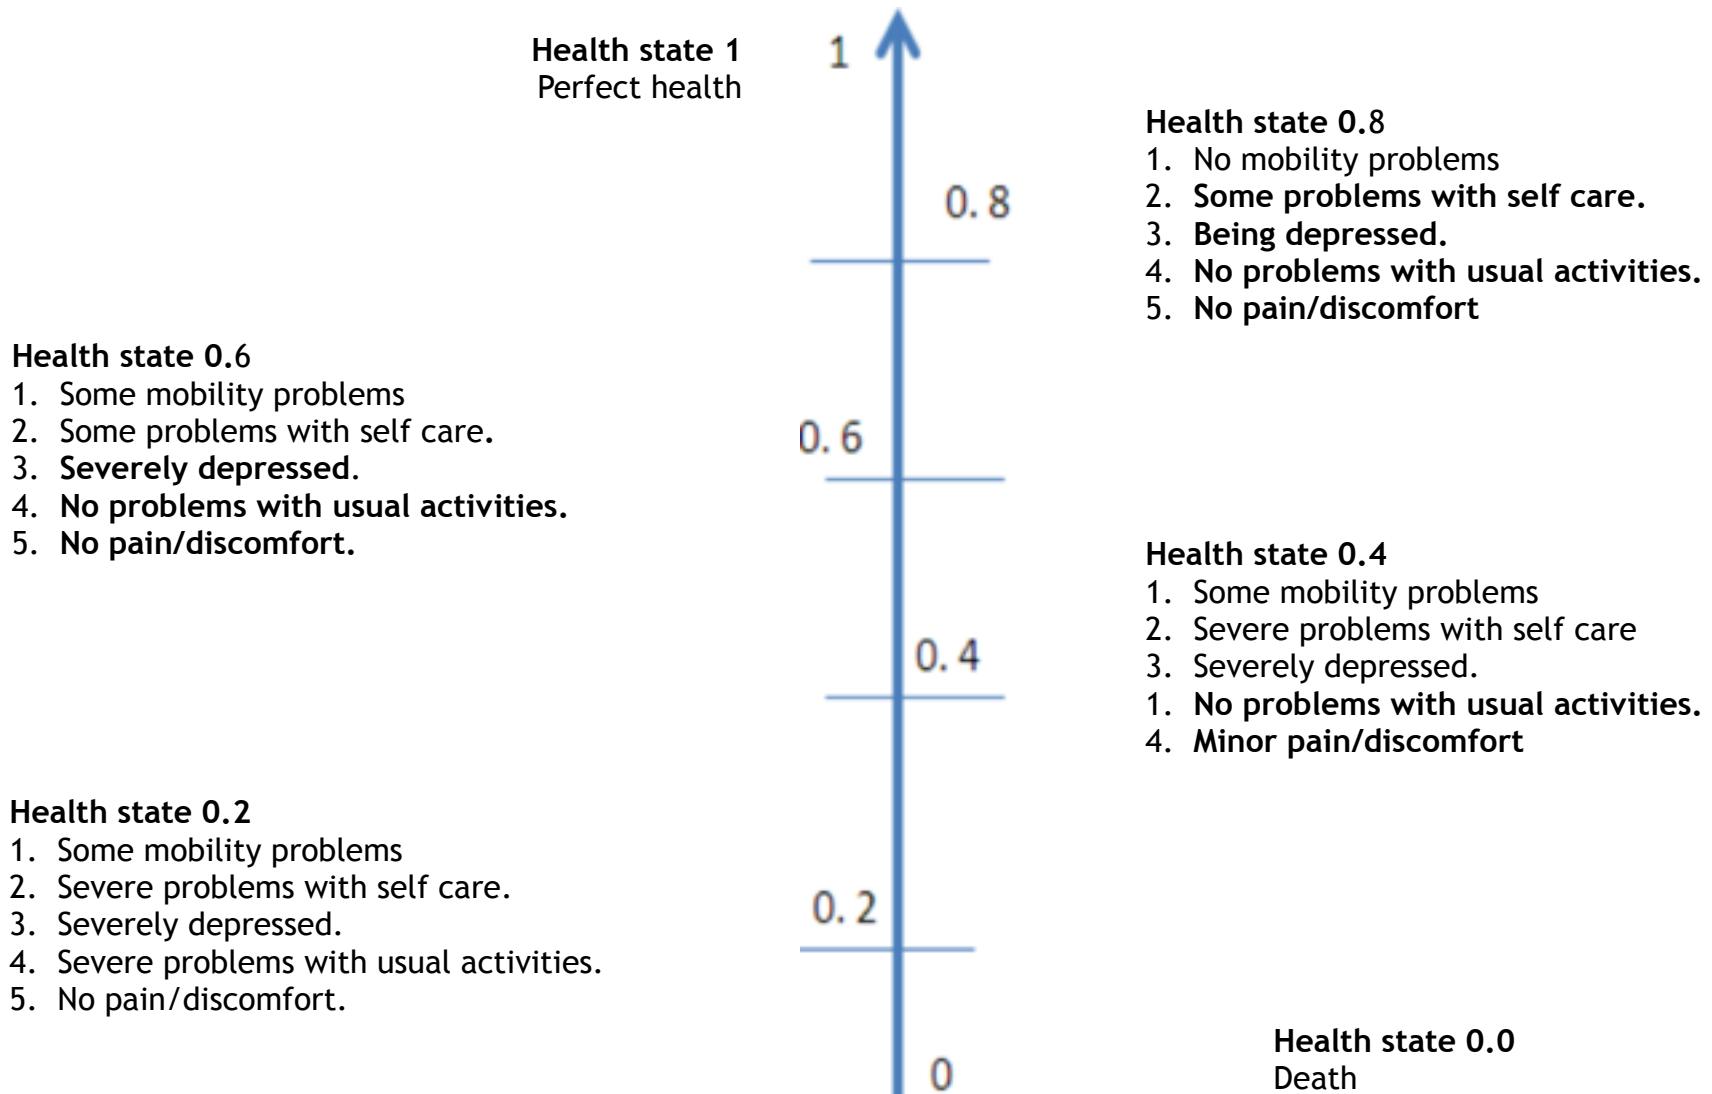 Health state 1
Perfect health
1
Health state 0.8
1. No mobility problems
2. Some problems with self care.
3. Being depressed.
4. No problems with usual activities.
5. No pain/discomfort
0.8
Health state 0.6
1. Some mobility problems
2. Some problems with self care.
3. Severely depressed.
4. No problems with usual activities.
5. No pain/discomfort.
0.6
Health state 0.4
1. Some mobility problems
2. Severe problems with self care
3. Severely depressed.
1. No problems with usual activities.
4. Minor pain/discomfort
0.4
Health state 0.2
1. Some mobility problems
2. Severe problems with self care.
3. Severely depressed.
4. Severe problems with usual activities.
5. No pain/discomfort.
0.2
Health state 0.0
Death
0